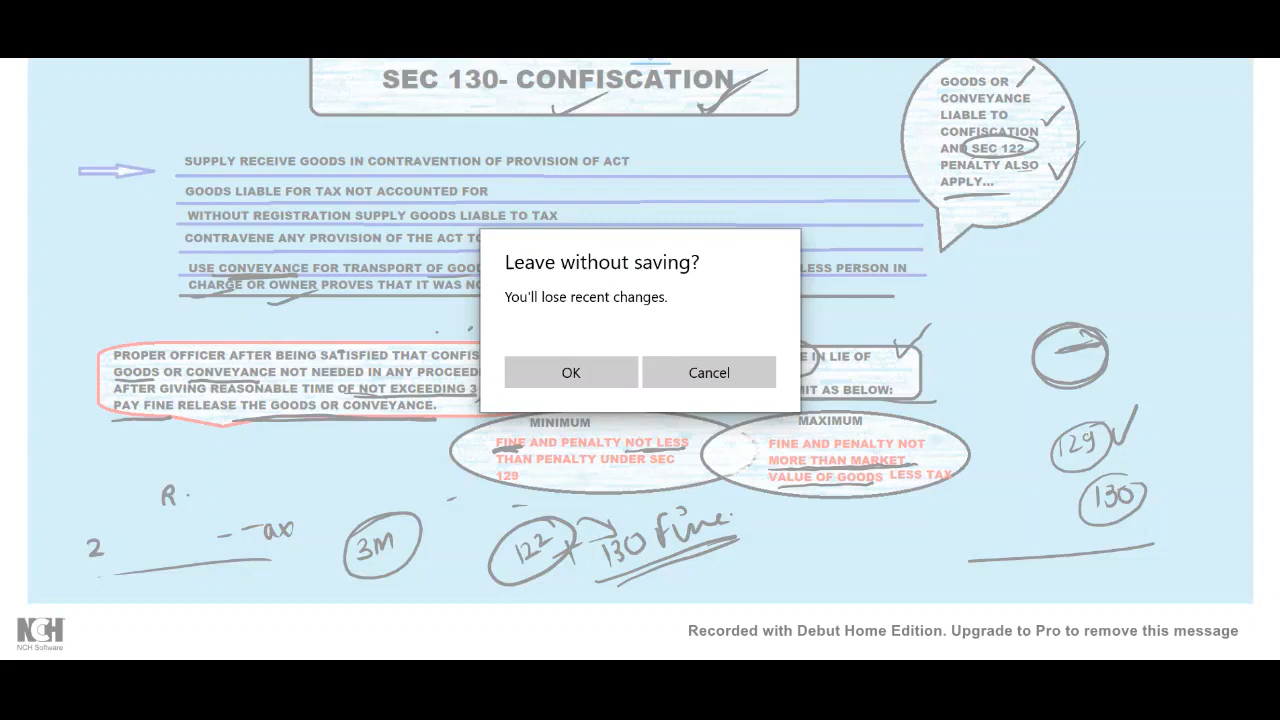 SEC 130- CONFISCATION
GOODS OR
CONVEYANCE
LIABLE TO
CONFISCATION
AND SEC 122
PENALTY ALSO
APPLY...
SUPPLY RECEIVE GOODS IN CONTRAVENTION OF PROVISION OF ACT
GOODS LIABLE FOR TAX NOT ACCOUNTED FOR
WITHOUT REGISTRATION SUPPLY GOODS LIABLE TO TAX
CONTRAVENE ANY PROVISION OF THE ACT
USE CONVEYANCE FOR TRANSPORT OF LESS PERSON IN
CHARGE OR OWNER PROVES THAT IT WAS
Leave without saving?
You'll lose recent changes.
OK Cancel
PROPER OFFICER AFTER BEING SATISFIED THAT IN LIE OF
GOODS OR CONVEYANCE NOT NEEDED IN ANY
AFTER GIVING REASONABLE TIME OF NOT EXCEEDING 3 AS BELOW:
PAY FINE RELEASE THE GOODS OR CONVEYANCE.
MINIMUM
FINE AND PENALTY NOT LESS
THAN PENALTY UNDER SEC
129
MAXIMUM
FINE AND PENALTY NOT
MORE THAN MARKET
VALUE OF GOODS LESS TAX
129
130
R.
2 - Tax
3M
122 + 130 Fine.
NCH
NCH Software
Recorded with Debut Home Edition. Upgrade to Pro to remove this message